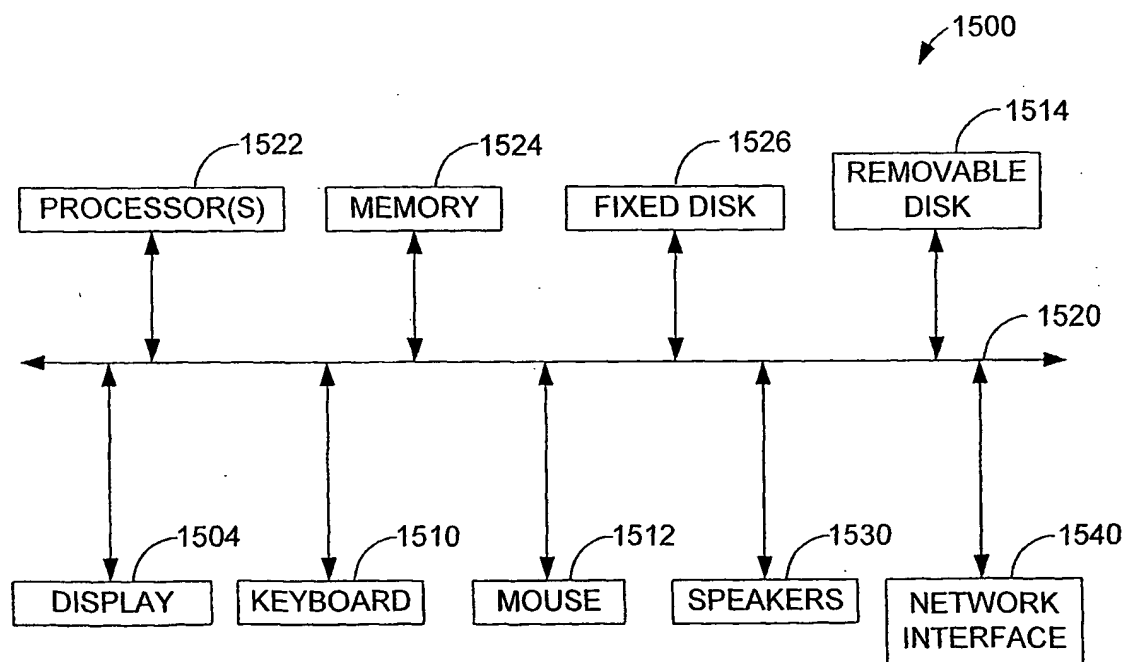 1500
1522
1524
1526
1514
PROCESSOR(S)
MEMORY
FIXED DISK
REMOVABLE
DISK
1520
1504
1510
1512
1530
1540
DISPLAY
KEYBOARD
MOUSE
SPEAKERS
NETWORK
INTERFACE